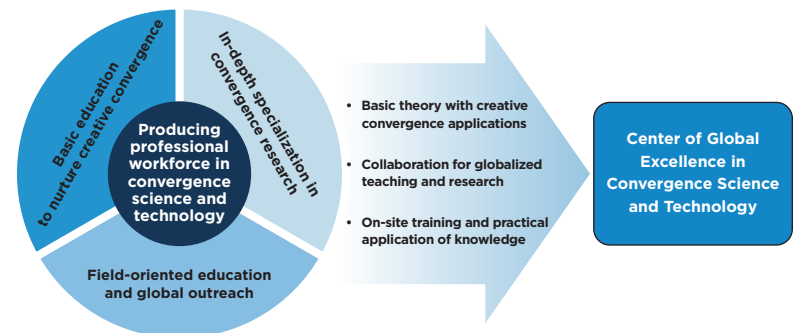 Basic education
to nurture creative convergence
In-depth specialization in
convergence research
Producing
professional
workforce in
convergence
science and
technology
Field-oriented education
and global outreach
• Basic theory with creative
convergence applications
• Collaboration for globalized
teaching and research
• On-site training and practical
application of knowledge
Center of Global
Excellence in
Convergence Science
and Technology